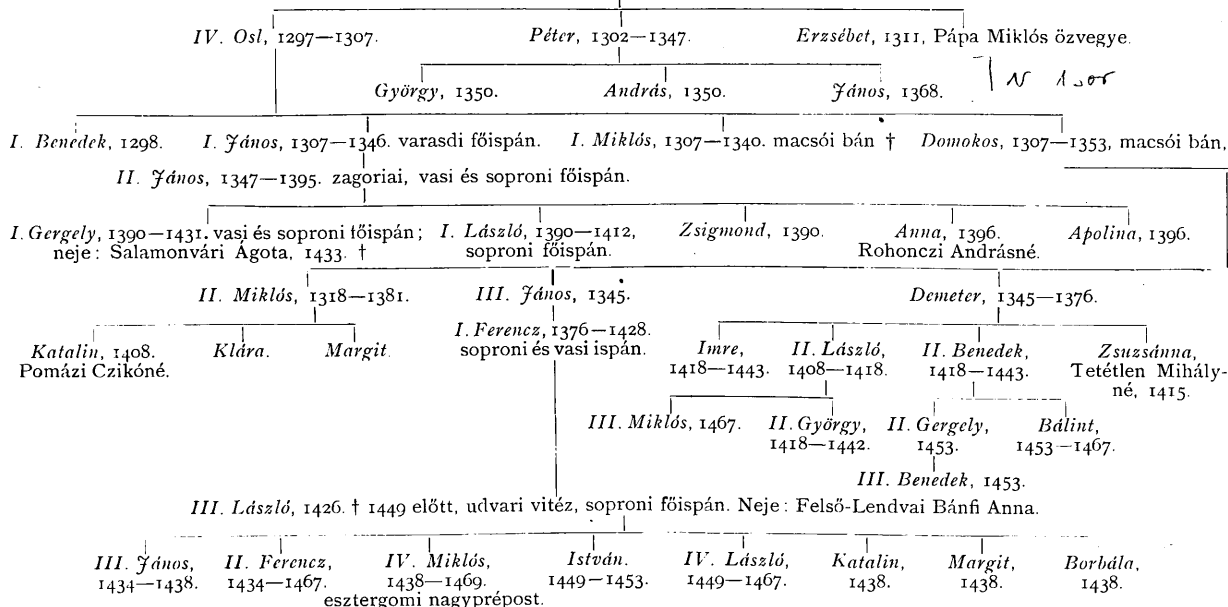 IV. Osl, 1297—1307. Péter, 1302—1347. Erzsébet, 1311, Pápa Miklós özvegye.
György, 1350. András, 1350. János, 1368.
I. Benedek, 1298. I. János, 1307—1346. varasdi főispán. I. Miklós, 1307—1340. macsói bán † Domokos, 1307—1353, macsói bán,
II. János, 1347—1395. zagoriai, vasi és soproni főispán.
I. Gergely, 1390—1431. vasi és soproni főispán; I. László, 1390—1412, Zsigmond, 1390. Anna, 1396. Apolina, 1396.
neje: Salamonvári Ágota, 1433. † soproni főispán. Rohonczi Andrásné.
II. Miklós, 1318—1381. III. János, 1345. Demeter, 1345—1376.
I. Ferencz, 1376—1428.
Katalin, 1408. Klára. Margit. soproni és vasi ispán. Imre, II. László, II. Benedek, Zsuzsánna,
Pomázi Czikóné. 1418—1443. 1408—1418. 1418—1443. Tetétlen Mihály-
né, 1415.
III. Miklós, 1467. II. György, II. Gergely, Bálint,
1418—1442. 1453. 1453—1467.
III. Benedek, 1453.
III. László, 1426. † 1449 előtt, udvari vitéz, soproni főispán. Neje: Felső-Lendvai Bánfi Anna.
III. János, II. Ferencz, IV. Miklós, István. IV. László, Katalin, Margit, Borbála,
1434—1438. 1434—1467. 1438—1469. 1449—1453. 1449—1467. 1438. 1438. 1438.
esztergomi nagyprépost.